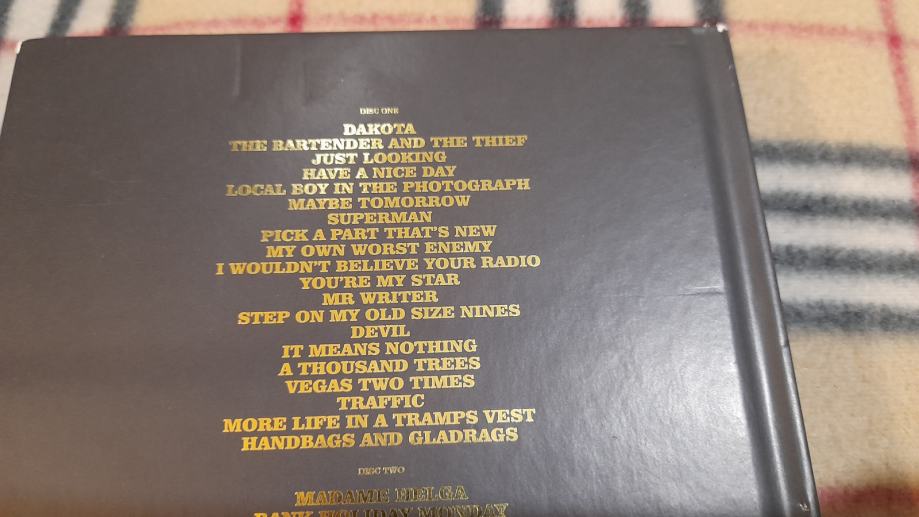 DISC ONE
DAKOTA
THE BARTENDER AND THE THIEF
JUST LOOKING
HAVE A NICE DAY
LOCAL BOY IN THE PHOTOGRAPH
MAYBE TOMORROW
SUPERMAN
PICK A PART THAT'S NEW
MY OWN WORST ENEMY
I WOULDN'T BELIEVE YOUR RADIO
YOU'RE MY STAR
MR WRITER
STEP ON MY OLD SIZE NINES
DEVIL
IT MEANS NOTHING
A THOUSAND TREES
VEGAS TWO TIMES
TRAFFIC
MORE LIFE IN A TRAMPS VEST
HANDBAGS AND GLADRAGS
DISC TWO
MADAME HELGA
BANK HOLIDAY MONDAY